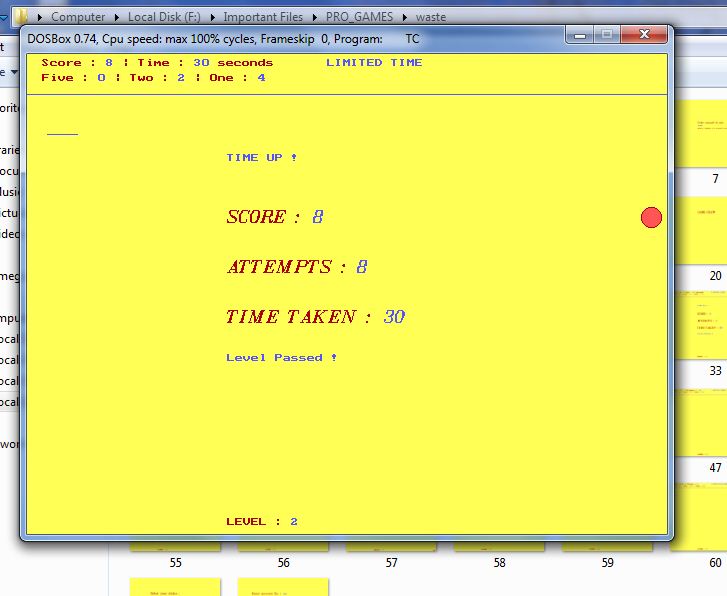 Computer Local Disk (F:) Important Files PRO_GAMES waste
DOSBox 0.74, Cpu speed: max 100% cycles, Frameskip 0, Program: TC
Score : 8 ¦ Time : 30 seconds LIMITED TIME
Five : 0 ¦ Two : 2 ¦ One : 4
TIME UP !
SCORE : 8
ATTEMPTS : 8
TIME TAKEN : 30
Level Passed !
LEVEL : 2
7
20
33
47
55 56 57 58 59 60